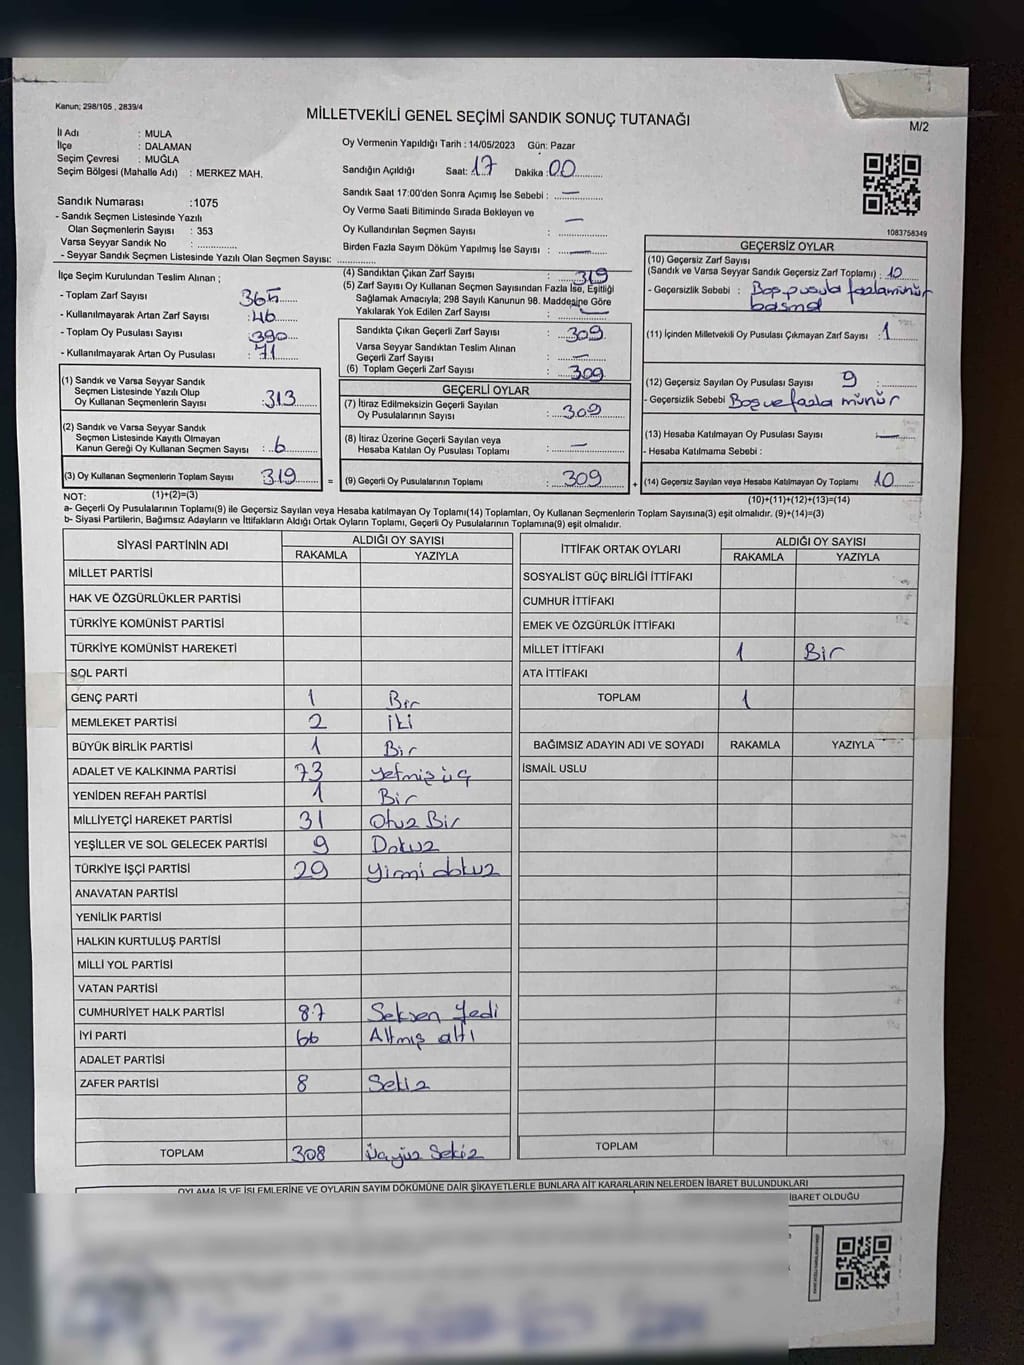 Kanun; 298/105 , 2839/4
MİLLETVEKİLİ GENEL SEÇİMİ SANDIK SONUÇ TUTANAĞI
M/2
İl Adı : MULA
İlçe : DALAMAN
Seçim Çevresi : MUĞLA
Seçim Bölgesi (Mahalle Adı) : MERKEZ MAH.
Oy Vermenin Yapıldığı Tarih : 14/05/2023 Gün: Pazar
Sandığın Açıldığı Saat: 17 Dakika : 00
Sandık Saat 17:00'den Sonra Açımış İse Sebebi : —
Oy Verme Saati Bitiminde Sırada Bekleyen ve
Oy Kullandırılan Seçmen Sayısı : —
Birden Fazla Sayım Döküm Yapılmış İse Sayısı : —
Sandık Numarası :1075
- Sandık Seçmen Listesinde Yazılı
Olan Seçmenlerin Sayısı : 353
Varsa Seyyar Sandık No :
- Seyyar Sandık Seçmen Listesinde Yazılı Olan Seçmen Sayısı:
1083758349
İlçe Seçim Kurulundan Teslim Alınan ;
- Toplam Zarf Sayısı : 365
- Kullanılmayarak Artan Zarf Sayısı : 46
- Toplam Oy Pusulası Sayısı : 390
- Kullanılmayarak Artan Oy Pusulası : 71
(1) Sandık ve Varsa Seyyar Sandık
Seçmen Listesinde Yazılı Olup
Oy Kullanan Seçmenlerin Sayısı : 313
(2) Sandık ve Varsa Seyyar Sandık
Seçmen Listesinde Kayıtlı Olmayan
Kanun Gereği Oy Kullanan Seçmen Sayısı : 6
(3) Oy Kullanan Seçmenlerin Toplam Sayısı 319
(4) Sandıktan Çıkan Zarf Sayısı : 319
(5) Zarf Sayısı Oy Kullanan Seçmen Sayısından Fazla İse, Eşitliği
Sağlamak Amacıyla; 298 Sayılı Kanunun 98. Maddesine Göre
Yakılarak Yok Edilen Zarf Sayısı : —
Sandıkta Çıkan Geçerli Zarf Sayısı : 309
Varsa Seyyar Sandıktan Teslim Alınan
Geçerli Zarf Sayısı : —
(6) Toplam Geçerli Zarf Sayısı : 309
GEÇERLİ OYLAR
(7) İtiraz Edilmeksizin Geçerli Sayılan
Oy Pusulalarının Sayısı : 309
(8) İtiraz Üzerine Geçerli Sayılan veya
Hesaba Katılan Oy Pusulası Toplamı : —
= (9) Geçerli Oy Pusulalarının Toplamı : 309
GEÇERSİZ OYLAR
(10) Geçersiz Zarf Sayısı
(Sandık ve Varsa Seyyar Sandık Geçersiz Zarf Toplamı) : 10
- Geçersizlik Sebebi : Boş pusula fazla mühür
basma
(11) İçinden Milletvekili Oy Pusulası Çıkmayan Zarf Sayısı : 1
(12) Geçersiz Sayılan Oy Pusulası Sayısı 9 :
- Geçersizlik Sebebi Boş ve fazla mühür
(13) Hesaba Katılmayan Oy Pusulası Sayısı : —
- Hesaba Katılmama Sebebi :
+ (14) Geçersiz Sayılan veya Hesaba Katılmayan Oy Toplamı 10
NOT: (1)+(2)=(3)
(10)+(11)+(12)+(13)=(14)
a- Geçerli Oy Pusulalarının Toplamı(9) ile Geçersiz Sayılan veya Hesaba katılmayan Oy Toplamı(14) Toplamları, Oy Kullanan Seçmenlerin Toplam Sayısına(3) eşit olmalıdır. (9)+(14)=(3)
b- Siyasi Partilerin, Bağımsız Adayların ve İttifakların Aldığı Ortak Oyların Toplamı, Geçerli Oy Pusulalarının Toplamına(9) eşit olmalıdır.
SİYASİ PARTİNİN ADI ALDIĞI OY SAYISI
RAKAMLA YAZIYLA
MİLLET PARTİSİ
HAK VE ÖZGÜRLÜKLER PARTİSİ
TÜRKİYE KOMÜNİST PARTİSİ
TÜRKİYE KOMÜNİST HAREKETİ
SOL PARTİ
GENÇ PARTİ 1 Bir
MEMLEKET PARTİSİ 2 iki
BÜYÜK BİRLİK PARTİSİ 1 Bir
ADALET VE KALKINMA PARTİSİ 73 yetmiş üç
YENİDEN REFAH PARTİSİ 1 Bir
MİLLİYETÇİ HAREKET PARTİSİ 31 Otuz Bir
YEŞİLLER VE SOL GELECEK PARTİSİ 9 Dokuz
TÜRKİYE İŞÇİ PARTİSİ 29 yirmi dokuz
ANAVATAN PARTİSİ
YENİLİK PARTİSİ
HALKIN KURTULUŞ PARTİSİ
MİLLİ YOL PARTİSİ
VATAN PARTİSİ
CUMHURİYET HALK PARTİSİ 87 Seksen Yedi
İYİ PARTİ 66 Altmış altı
ADALET PARTİSİ
ZAFER PARTİSİ 8 Sekiz
TOPLAM 308 Üçyüz Sekiz
İTTİFAK ORTAK OYLARI ALDIĞI OY SAYISI
RAKAMLA YAZIYLA
SOSYALİST GÜÇ BİRLİĞİ İTTİFAKI
CUMHUR İTTİFAKI
EMEK VE ÖZGÜRLÜK İTTİFAKI
MİLLET İTTİFAKI 1 Bir
ATA İTTİFAKI
TOPLAM 1
BAĞIMSIZ ADAYIN ADI VE SOYADI RAKAMLA YAZIYLA
İSMAİL USLU
TOPLAM
OYLAMA İŞ VE İŞLEMLERİNE VE OYLARIN SAYIM DÖKÜMÜNE DAİR ŞİKAYETLERLE BUNLARA AİT KARARLARIN NELERDEN İBARET BULUNDUKLARI
İBARET OLDUĞU